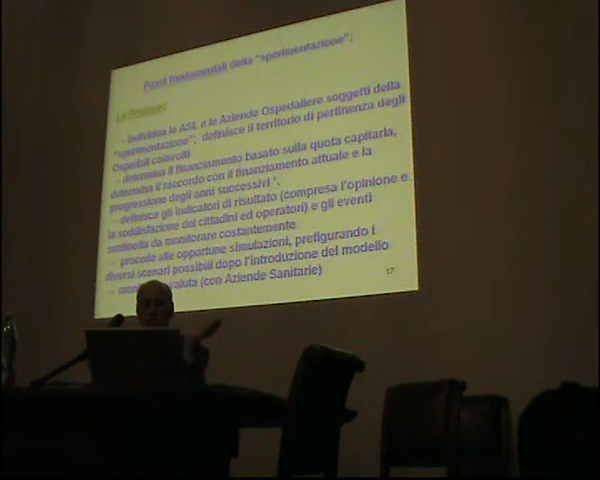 Passi fondamentali della "sperimentazione":
La Regione:
- individua le ASL e le Aziende Ospedaliere soggetti della
"sperimentazione"; definisce il territorio di pertinenza degli
Ospedali coinvolti
- determina il finanziamento basato sulla quota capitaria,
determina il raccordo con il finanziamento attuale e la
progressione degli anni successivi *;
- definisce gli indicatori di risultato (compresa l'opinione e
la soddisfazione dei cittadini ed operatori) e gli eventi
sentinella da monitorare costantemente
- procede alle opportune simulazioni, prefigurando i
diversi scenari possibili dopo l'introduzione del modello
- valuta (con Aziende Sanitarie)
17